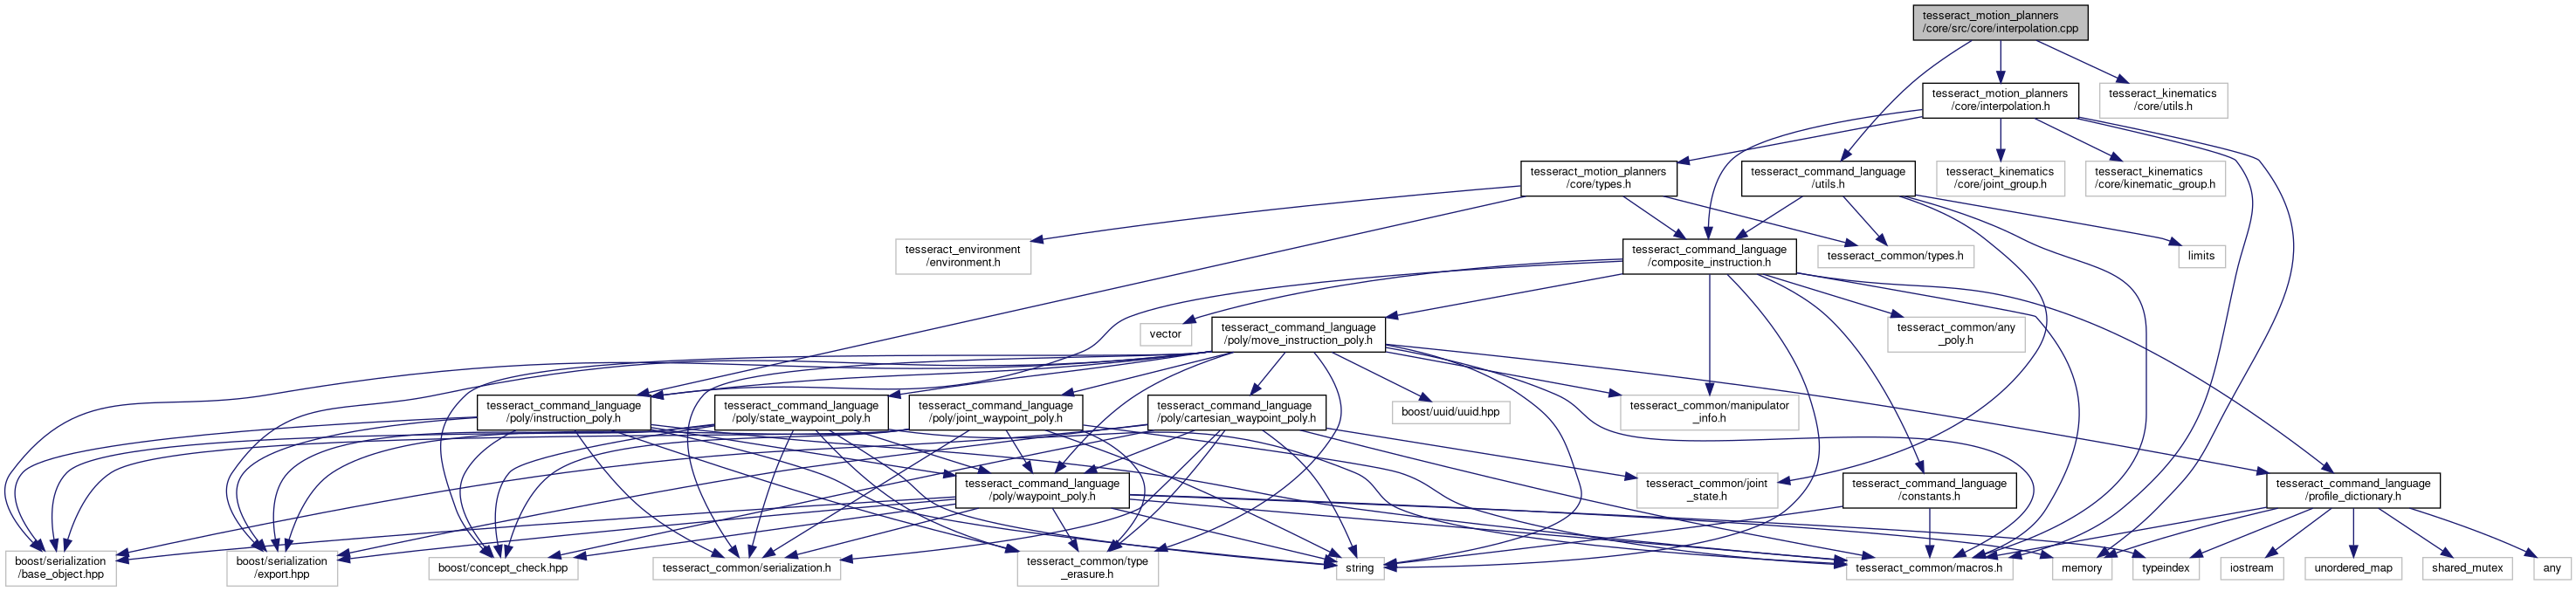 tesseract_motion_planners
/core/src/core/interpolation.cpp
tesseract_motion_planners
/core/interpolation.h
tesseract_kinematics
/core/utils.h
tesseract_motion_planners
/core/types.h
tesseract_command_language
/utils.h
tesseract_kinematics
/core/joint_group.h
tesseract_kinematics
/core/kinematic_group.h
tesseract_environment
/environment.h
tesseract_command_language
/composite_instruction.h
tesseract_common/types.h
limits
vector
tesseract_command_language
/poly/move_instruction_poly.h
tesseract_common/any
_poly.h
tesseract_command_language
/poly/instruction_poly.h
tesseract_command_language
/poly/state_waypoint_poly.h
tesseract_command_language
/poly/joint_waypoint_poly.h
tesseract_command_language
/poly/cartesian_waypoint_poly.h
boost/uuid/uuid.hpp
tesseract_common/manipulator
_info.h
tesseract_command_language
/poly/waypoint_poly.h
tesseract_common/joint
_state.h
tesseract_command_language
/constants.h
tesseract_command_language
/profile_dictionary.h
boost/serialization
/base_object.hpp
boost/serialization
/export.hpp
boost/concept_check.hpp
tesseract_common/serialization.h
tesseract_common/type
_erasure.h
string
tesseract_common/macros.h
memory
typeindex
iostream
unordered_map
shared_mutex
any